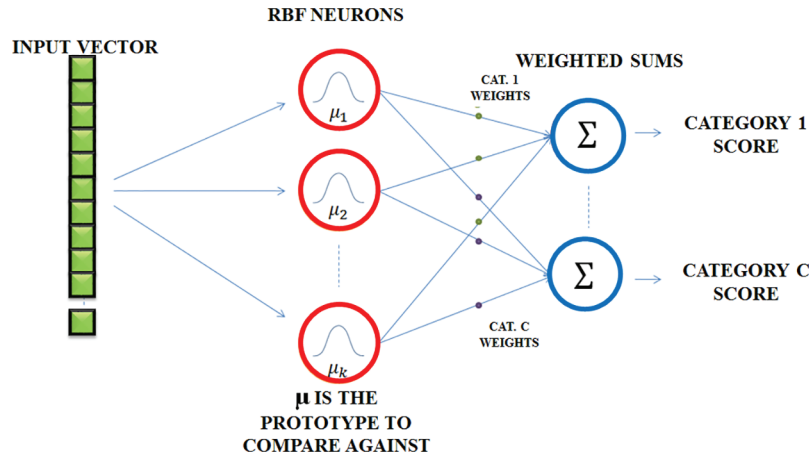 RBF NEURONS
INPUT VECTOR
WEIGHTED SUMS
CAT. 1
WEIGHTS
μ1
Σ
CATEGORY 1
SCORE
μ2
Σ
CATEGORY C
SCORE
CAT. C
WEIGHTS
μk
μ IS THE
PROTOTYPE TO
COMPARE AGAINST